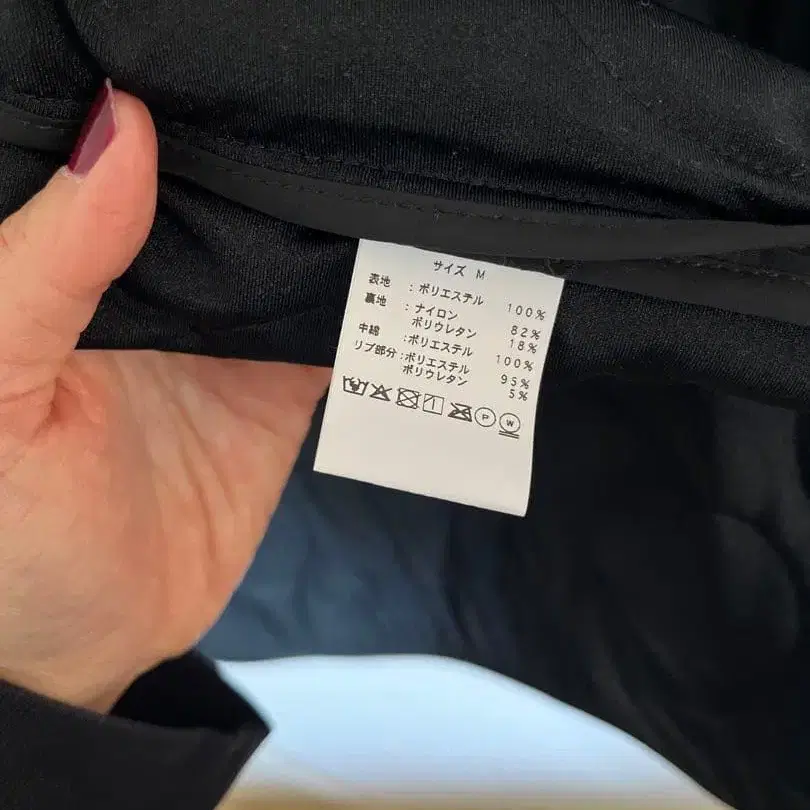 サイズ M
表地 : ポリエステル 100%
裏地 : ナイロン 82%
ポリウレタン 18%
中綿 : ポリエステル 100%
リブ部分 : ポリエステル 95%
ポリウレタン 5%
P W